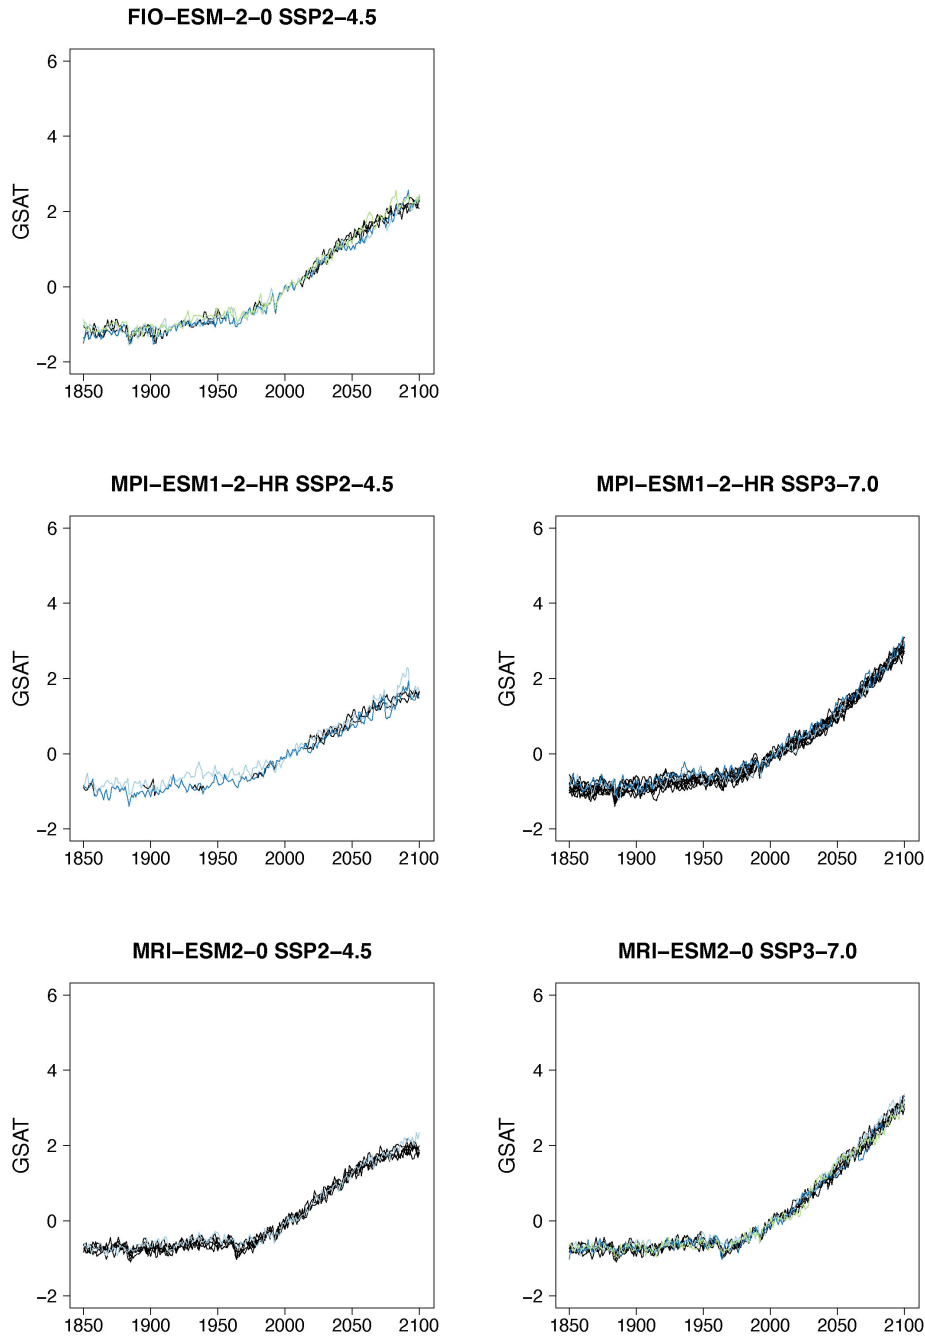 FIO−ESM−2−0 SSP2−4.5
6
4
2
0
−2
GSAT
1850 1900 1950 2000 2050 2100
MPI−ESM1−2−HR SSP2−4.5
6
4
2
0
−2
GSAT
1850 1900 1950 2000 2050 2100
MPI−ESM1−2−HR SSP3−7.0
6
4
2
0
−2
GSAT
1850 1900 1950 2000 2050 2100
MRI−ESM2−0 SSP2−4.5
6
4
2
0
−2
GSAT
1850 1900 1950 2000 2050 2100
MRI−ESM2−0 SSP3−7.0
6
4
2
0
−2
GSAT
1850 1900 1950 2000 2050 2100